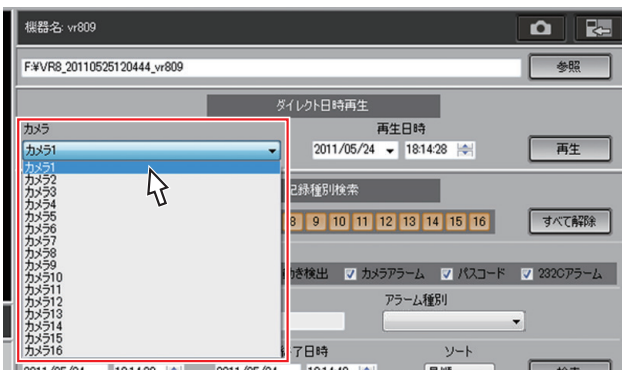 機器名: vr809
F:¥VR8_20110525120444_vr809 参照
ダイレクト日時再生
カメラ 再生日時
カメラ1 2011/05/24 18:14:28 再生
カメラ1
カメラ2
カメラ3
カメラ4
カメラ5
カメラ6
カメラ7
カメラ8
カメラ9
カメラ10
カメラ11
カメラ12
カメラ13
カメラ14
カメラ15
カメラ16
記録種別検索
8 9 10 11 12 13 14 15 16 すべて解除
動き検出 カメラアラーム パスコード 232Cアラーム
アラーム種別
終了日時 ソート